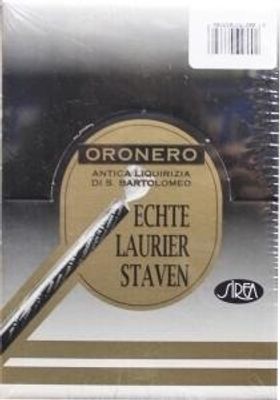 ORONERO
ANTICA LIQUIRIZIA
DI S. BARTOLOMEO
ECHTE
LAURIER
STAVEN
SIREA